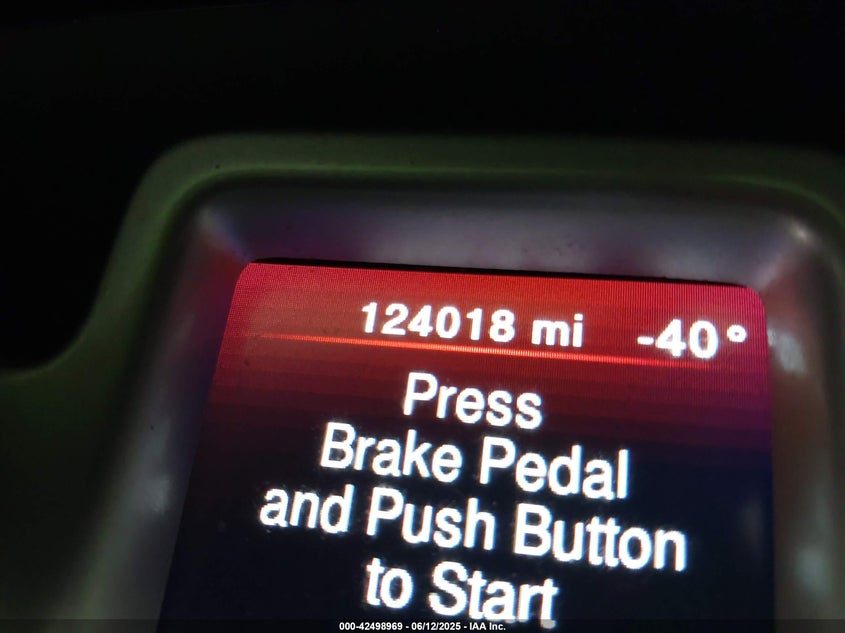 124018 mi -40°
Press
Brake Pedal
and Push Button
to Start
000-42498969 - 06/12/2025 - IAA Inc.